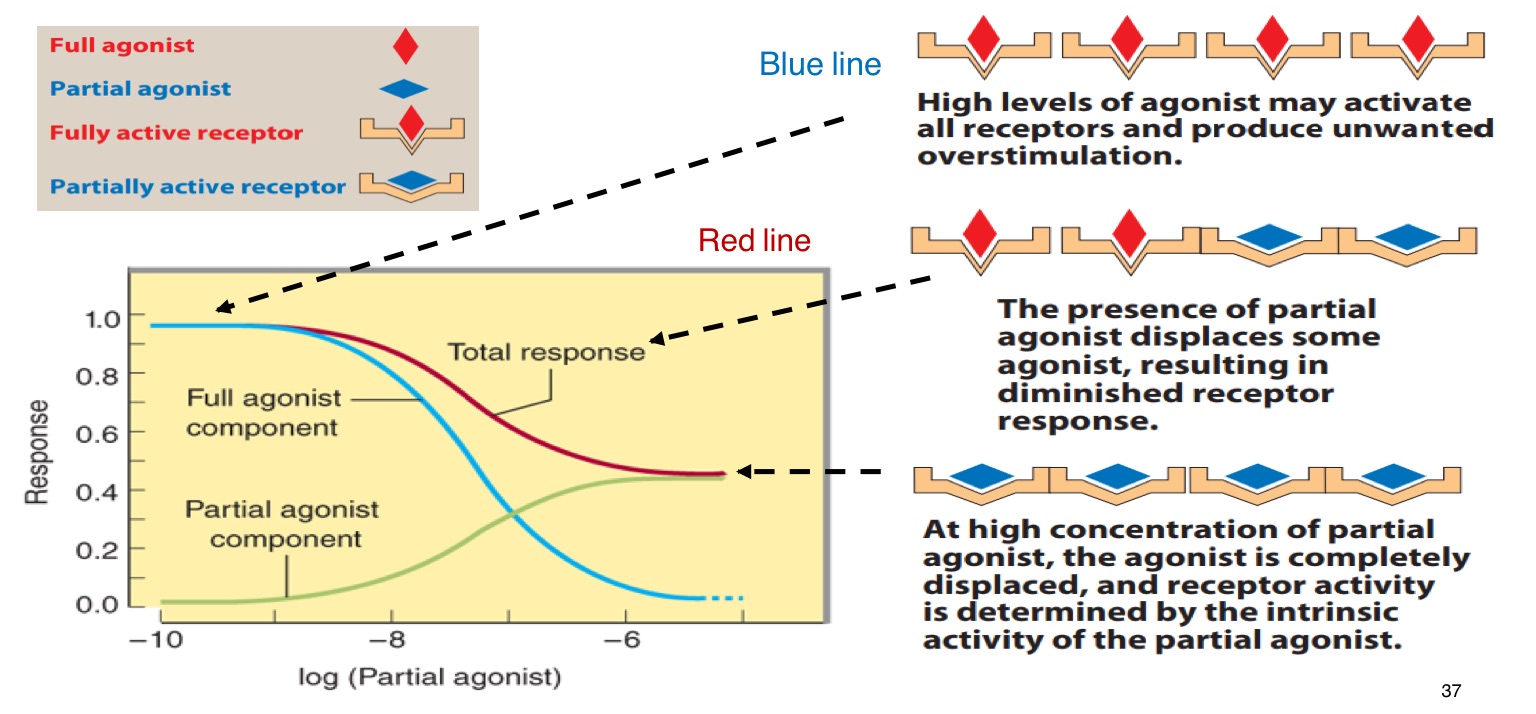 Full agonist
Partial agonist
Fully active receptor
Partially active receptor
Blue line
High levels of agonist may activate
all receptors and produce unwanted
overstimulation.
Red line
The presence of partial
agonist displaces some
agonist, resulting in
diminished receptor
response.
At high concentration of partial
agonist, the agonist is completely
displaced, and receptor activity
is determined by the intrinsic
activity of the partial agonist.
Response
1.0
0.8
0.6
0.4
0.2
0.0
Total response
Full agonist
component
Partial agonist
component
−10
−8
−6
log (Partial agonist)
37